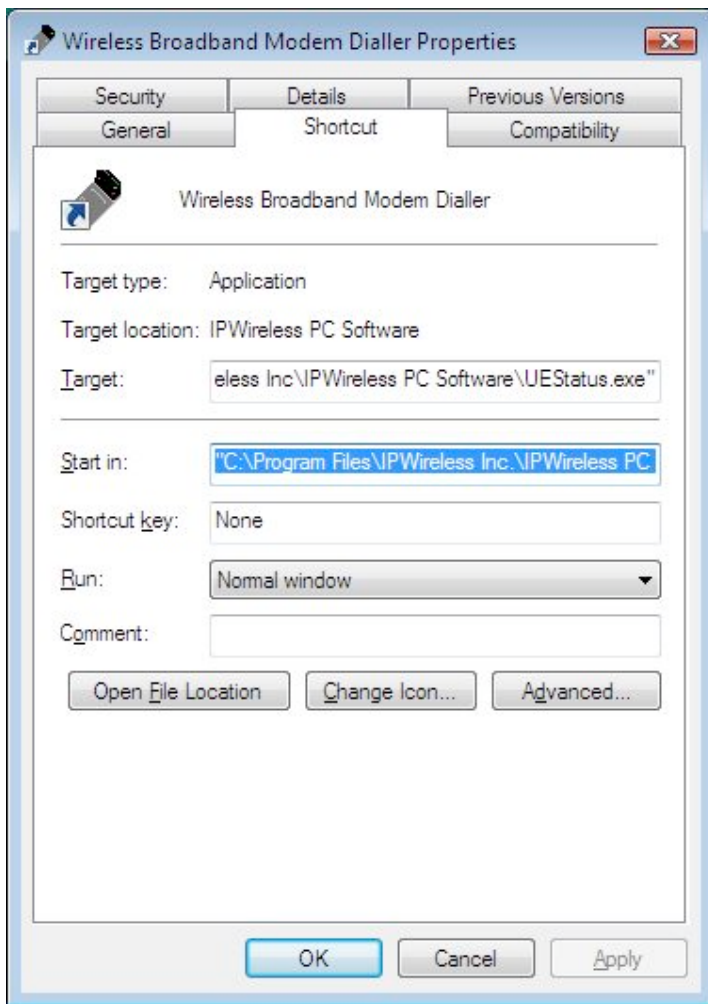 Wireless Broadband Modem Dialler Properties
Security Details Previous Versions
General Shortcut Compatibility
Wireless Broadband Modem Dialler
Target type: Application
Target location: IPWireless PC Software
Target: eless Inc\IPWireless PC Software\UEStatus.exe"
Start in: "C:\Program Files\IPWireless Inc.\IPWireless PC
Shortcut key: None
Run: Normal window
Comment:
Open File Location Change Icon... Advanced...
OK Cancel Apply